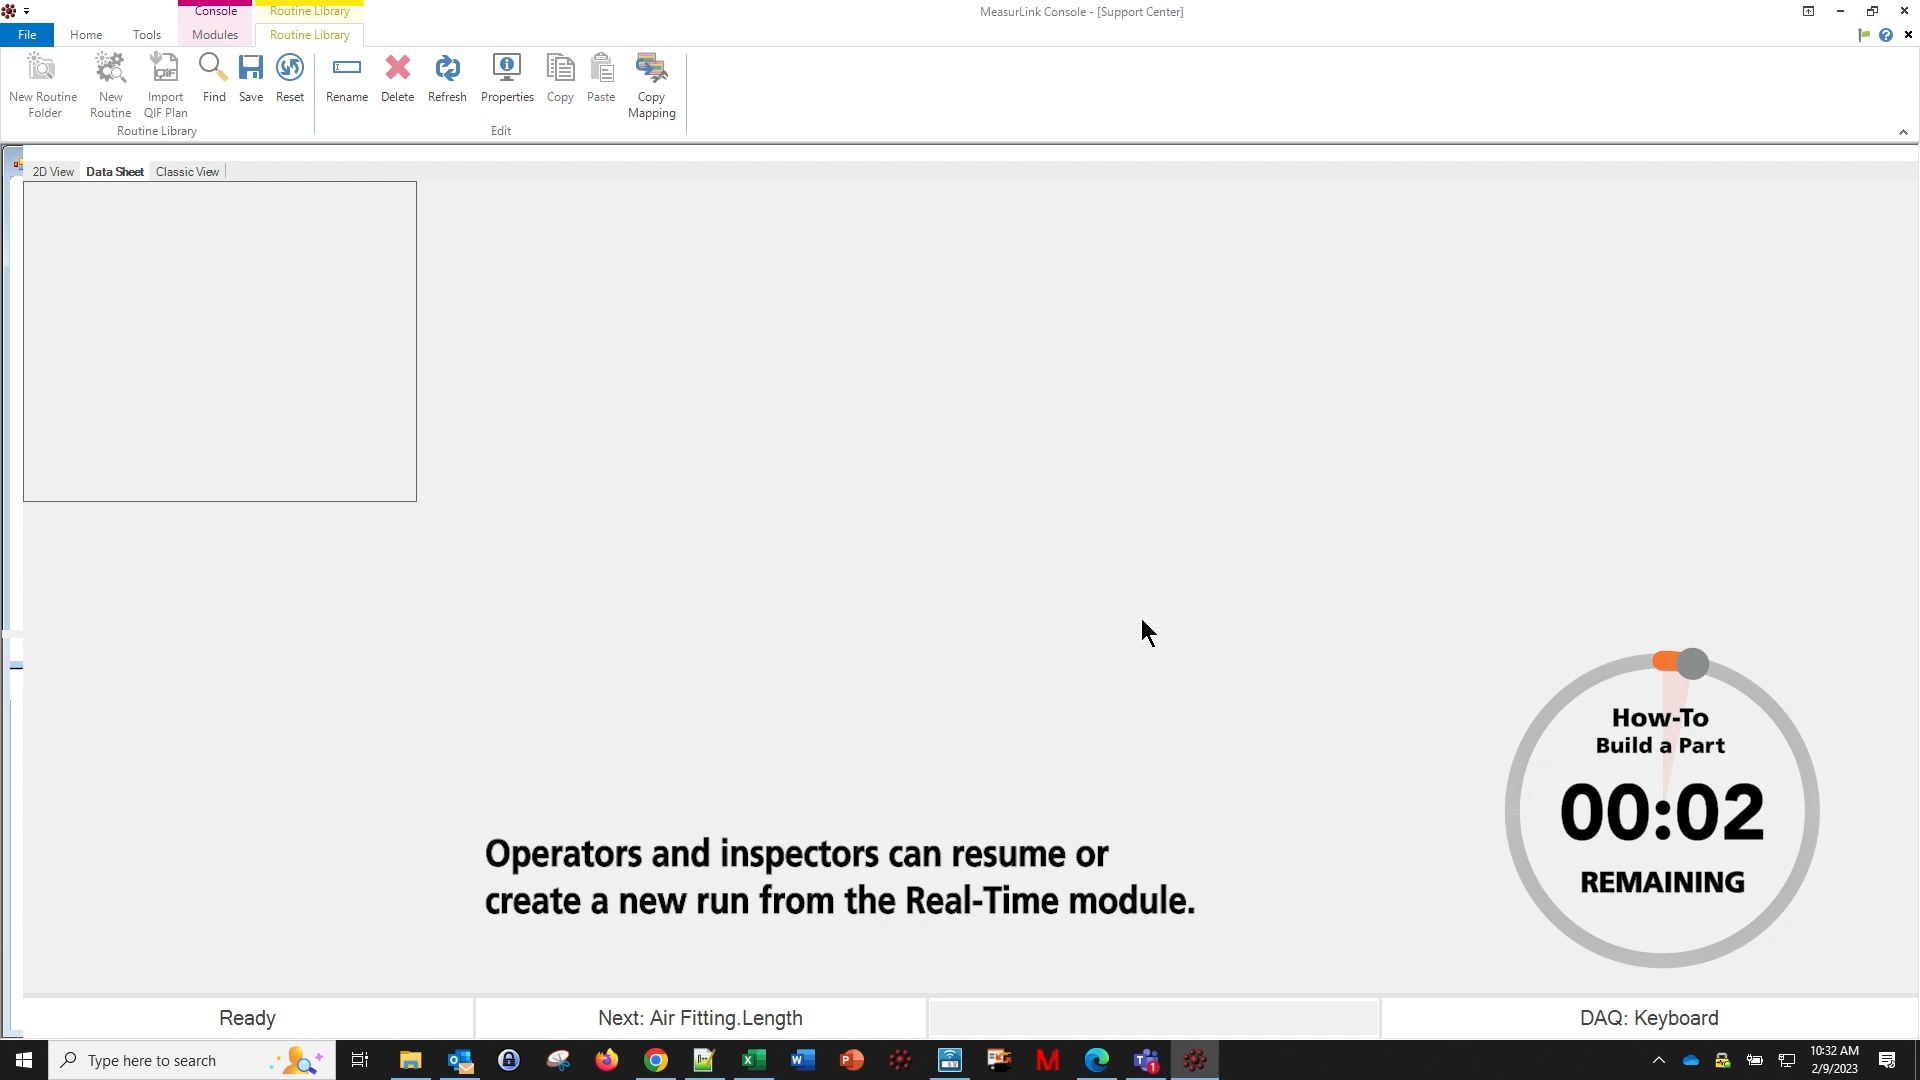 Console
Routine Library
MeasurLink Console - [Support Center]
File
Home
Tools
Modules
Routine Library
New Routine
Folder
New
Routine
Import
QIF Plan
Find
Save
Reset
Rename
Delete
Refresh
Properties
Copy
Paste
Copy
Mapping
Routine Library
Edit
2D View
Data Sheet
Classic View
How-To
Build a Part
00:02
REMAINING
Operators and inspectors can resume or
create a new run from the Real-Time module.
Ready
Next: Air Fitting.Length
DAQ: Keyboard
Type here to search
10:32 AM
2/9/2023